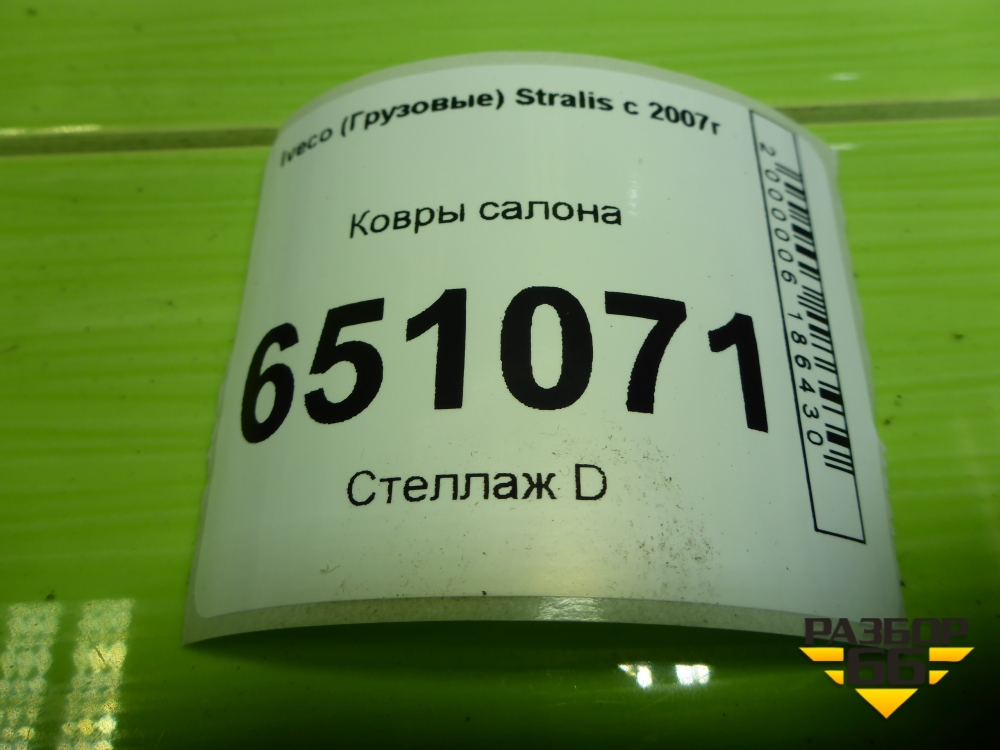 Iveco (Грузовые) Stralis с 2007г
Ковры салона
651071
Стеллаж D
2000006186430
РАЗБОР
66